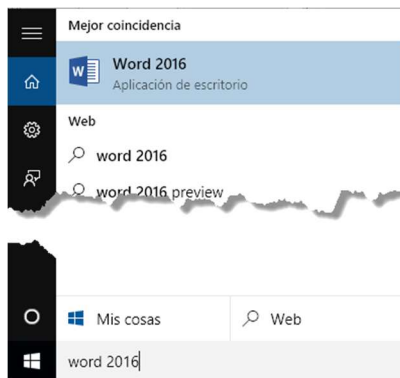 Mejor coincidencia
Word 2016
Aplicación de escritorio
Web
word 2016
word 2016 preview
Mis cosas
Web
word 2016